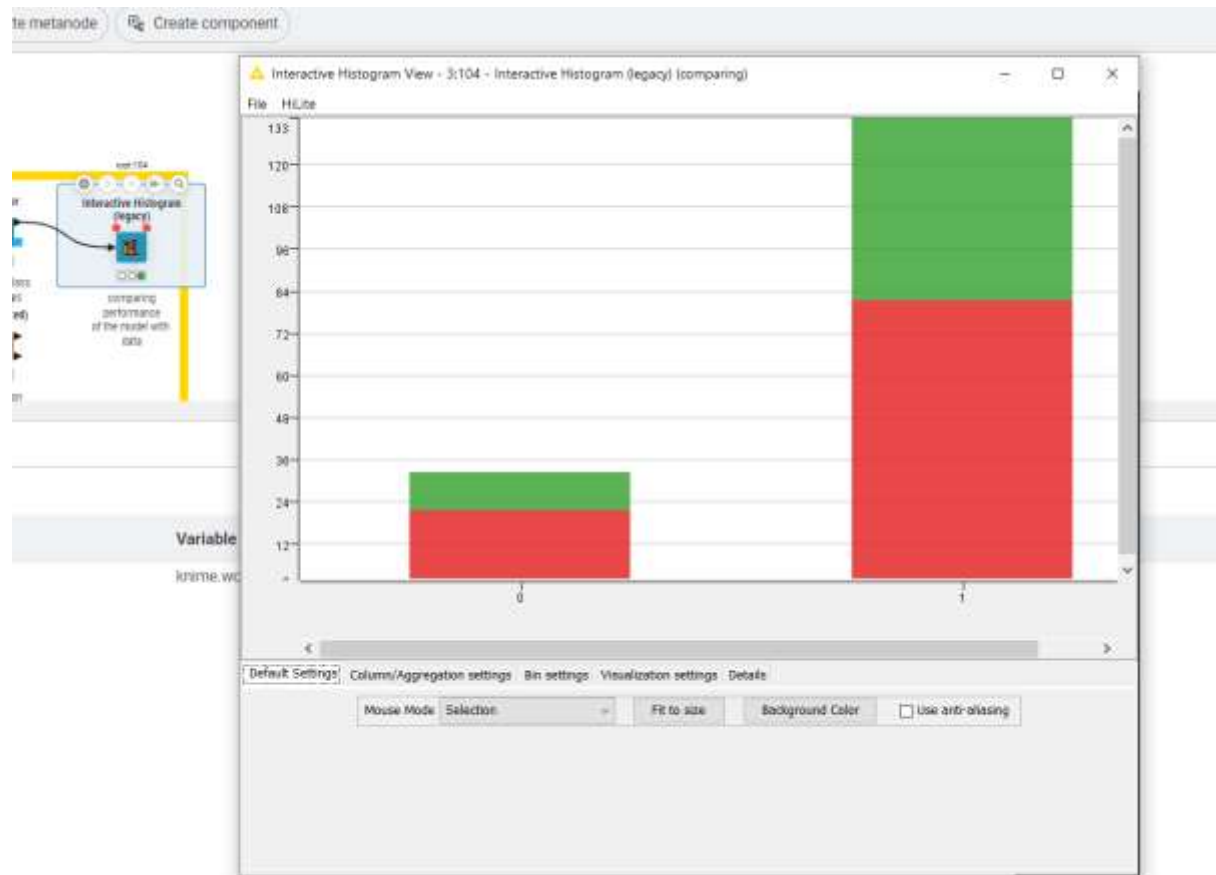 te metanode
Create component
Interactive Histogram View - 3:104 - Interactive Histogram (legacy) (comparing)
File HiLite
133
120
108
96
84
72
60
48
36
24
12
0
1
Interactive Histogram
(legacy)
comparing
performance
of the model with
data
Variable
knime.wo
Default Settings Column/Aggregation settings Bin settings Visualization settings Details
Mouse Mode Selection Fit to size Background Color Use anti-aliasing